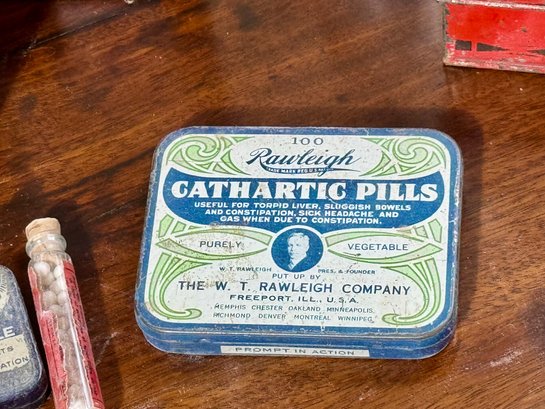 100
Rawleigh
TRADE MARK REG. U.S. PAT. OFF.
CATHARTIC PILLS
USEFUL FOR TORPID LIVER, SLUGGISH BOWELS
AND CONSTIPATION, SICK HEADACHE AND
GAS WHEN DUE TO CONSTIPATION.
PURELY VEGETABLE
W. T. RAWLEIGH PRES. & FOUNDER
PUT UP BY
THE W. T. RAWLEIGH COMPANY
FREEPORT, ILL., U.S.A.
MEMPHIS CHESTER OAKLAND MINNEAPOLIS
RICHMOND DENVER MONTREAL WINNIPEG
PROMPT IN ACTION